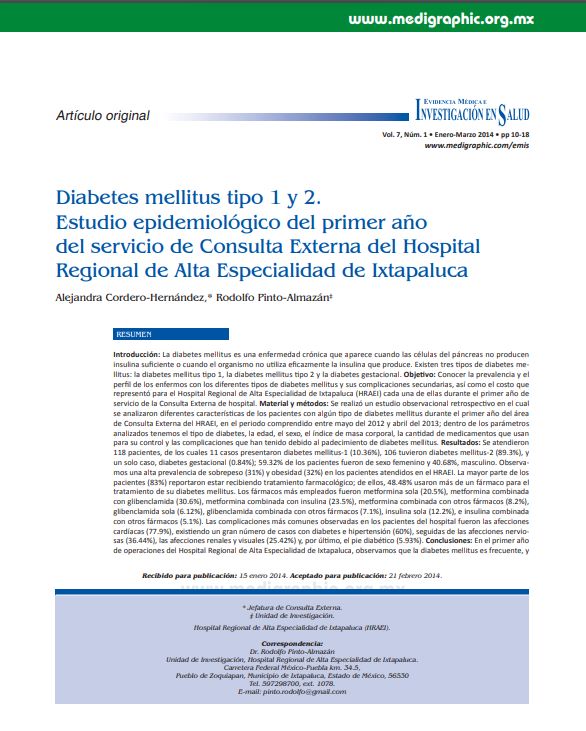 www.medigraphic.org.mx
Artículo original
Evidencia Médica e
Investigación en Salud
Vol. 7, Núm. 1 • Enero-Marzo 2014 • pp 10-18
www.medigraphic.com/emis
Diabetes mellitus tipo 1 y 2.
Estudio epidemiológico del primer año
del servicio de Consulta Externa del Hospital
Regional de Alta Especialidad de Ixtapaluca
Alejandra Cordero-Hernández,* Rodolfo Pinto-Almazán‡
RESUMEN
Introducción: La diabetes mellitus es una enfermedad crónica que aparece cuando las células del páncreas no producen
insulina suficiente o cuando el organismo no utiliza eficazmente la insulina que produce. Existen tres tipos de diabetes me-
llitus: la diabetes mellitus tipo 1, la diabetes mellitus tipo 2 y la diabetes gestacional. Objetivo: Conocer la prevalencia y el
perfil de los enfermos con los diferentes tipos de diabetes mellitus y sus complicaciones secundarias, así como el costo que
representó para el Hospital Regional de Alta Especialidad de Ixtapaluca (HRAEI) cada una de ellas durante el primer año de
servicio de la Consulta Externa de hospital. Material y métodos: Se realizó un estudio observacional retrospectivo en el cual
se analizaron diferentes características de los pacientes con algún tipo de diabetes mellitus durante el primer año del área
de Consulta Externa del HRAEI, en el periodo comprendido entre mayo del 2012 y abril del 2013; dentro de los parámetros
analizados tenemos el tipo de diabetes, la edad, el sexo, el índice de masa corporal, la cantidad de medicamentos que usan
para su control y las complicaciones que han tenido debido al padecimiento de diabetes mellitus. Resultados: Se atendieron
118 pacientes, de los cuales 11 casos presentaron diabetes mellitus-1 (10.36%), 106 tuvieron diabetes mellitus-2 (89.3%), y
un solo caso, diabetes gestacional (0.84%); 59.32% de los pacientes fueron de sexo femenino y 40.68%, masculino. Observa-
mos una alta prevalencia de sobrepeso (31%) y obesidad (32%) en los pacientes atendidos en el HRAEI. La mayor parte de los
pacientes (83%) reportaron estar recibiendo tratamiento farmacológico; de ellos, 48.48% usaron más de un fármaco para el
tratamiento de su diabetes mellitus. Los fármacos más empleados fueron metformina sola (20.5%), metformina combinada
con glibenclamida (30.6%), metformina combinada con insulina (23.5%), metformina combinada con otros fármacos (8.2%),
glibenclamida sola (6.12%), glibenclamida combinada con otros fármacos (7.1%), insulina sola (12.2%), e insulina combinada
con otros fármacos (5.1%). Las complicaciones más comunes observadas en los pacientes del hospital fueron las afecciones
cardíacas (77.9%), existiendo un gran número de casos con diabetes e hipertensión (60%), seguidas de las afecciones nervio-
sas (36.44%), las afecciones renales y visuales (25.42%) y, por último, el pie diabético (5.93%). Conclusiones: En el primer año
de operaciones del Hospital Regional de Alta Especialidad de Ixtapaluca, observamos que la diabetes mellitus es frecuente, y
Recibido para publicación: 15 enero 2014. Aceptado para publicación: 21 febrero 2014.
www.medigraphic.org.mx
* Jefatura de Consulta Externa.
‡ Unidad de Investigación.
Hospital Regional de Alta Especialidad de Ixtapaluca (HRAEI).
Correspondencia:
Dr. Rodolfo Pinto-Almazán
Unidad de Investigación, Hospital Regional de Alta Especialidad de Ixtapaluca.
Carretera Federal México-Puebla km. 34.5,
Pueblo de Zoquiapan, Municipio de Ixtapaluca, Estado de México, 56530
Tel. 597298700, ext. 1078.
E-mail: pinto.rodolfo@gmail.com